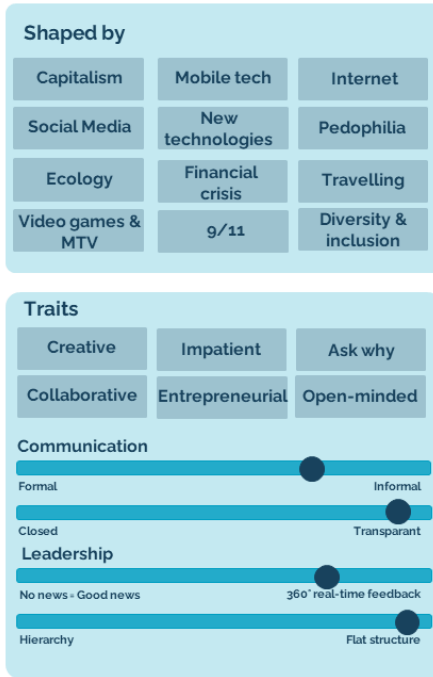 Shaped by
Capitalism
Mobile tech
Internet
Social Media
New
technologies
Pedophilia
Ecology
Financial
crisis
Travelling
Video games &
MTV
9/11
Diversity &
inclusion
Traits
Creative
Impatient
Ask why
Collaborative
Entrepreneurial
Open-minded
Communication
Formal
Informal
Closed
Transparant
Leadership
No news = Good news
360° real-time feedback
Hierarchy
Flat structure